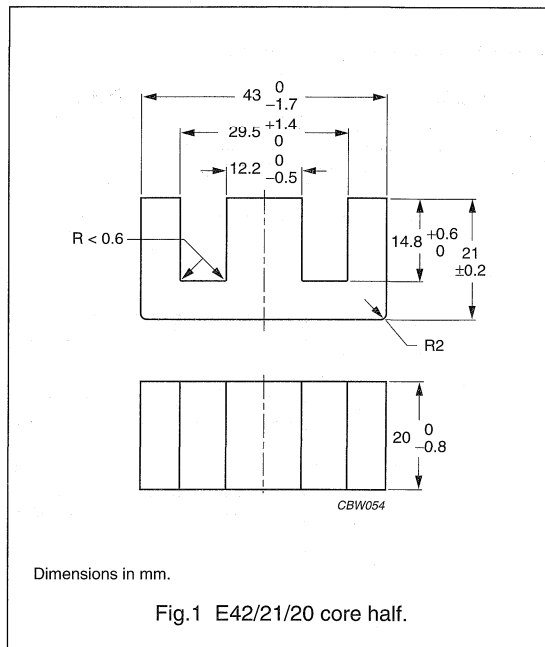 43 0
−1.7
29.5 +1.4
0
12.2 0
−0.5
R < 0.6
14.8 +0.6
0
21
±0.2
R2
20 0
−0.8
CBW054
Dimensions in mm.
Fig.1 E42/21/20 core half.